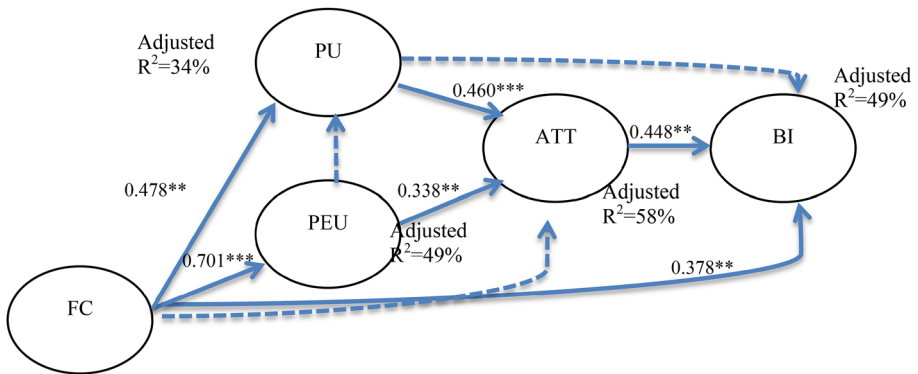 Adjusted
R²=34%
PU
0.460***
Adjusted
R²=49%
ATT
0.448**
BI
0.478**
0.338**
Adjusted
R²=58%
PEU
Adjusted
R²=49%
0.701***
0.378**
FC